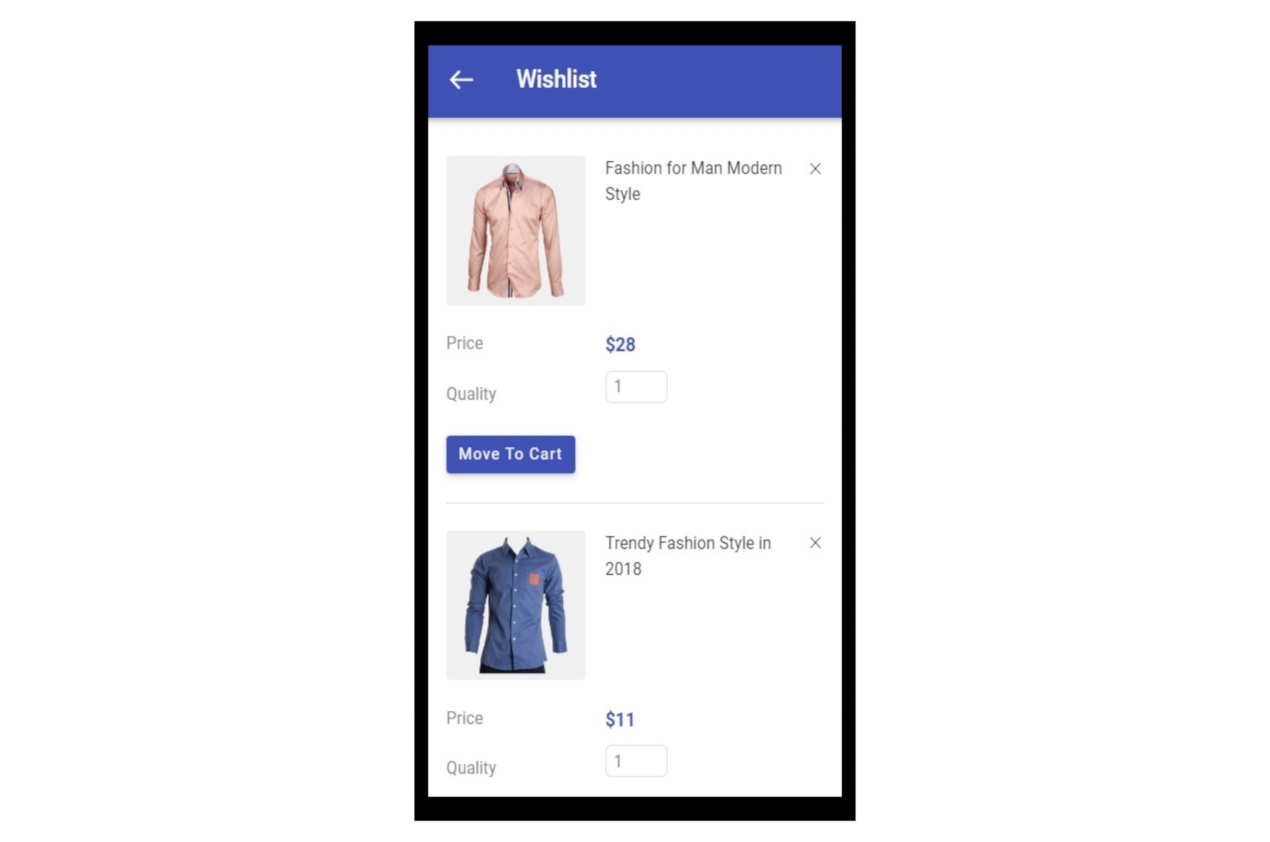 Wishlist
Fashion for Man Modern
Style
Price
$28
Quality
1
Move To Cart
Trendy Fashion Style in
2018
Price
$11
Quality
1